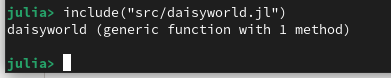 julia> include("src/daisyworld.jl")
daisyworld (generic function with 1 method)
julia>